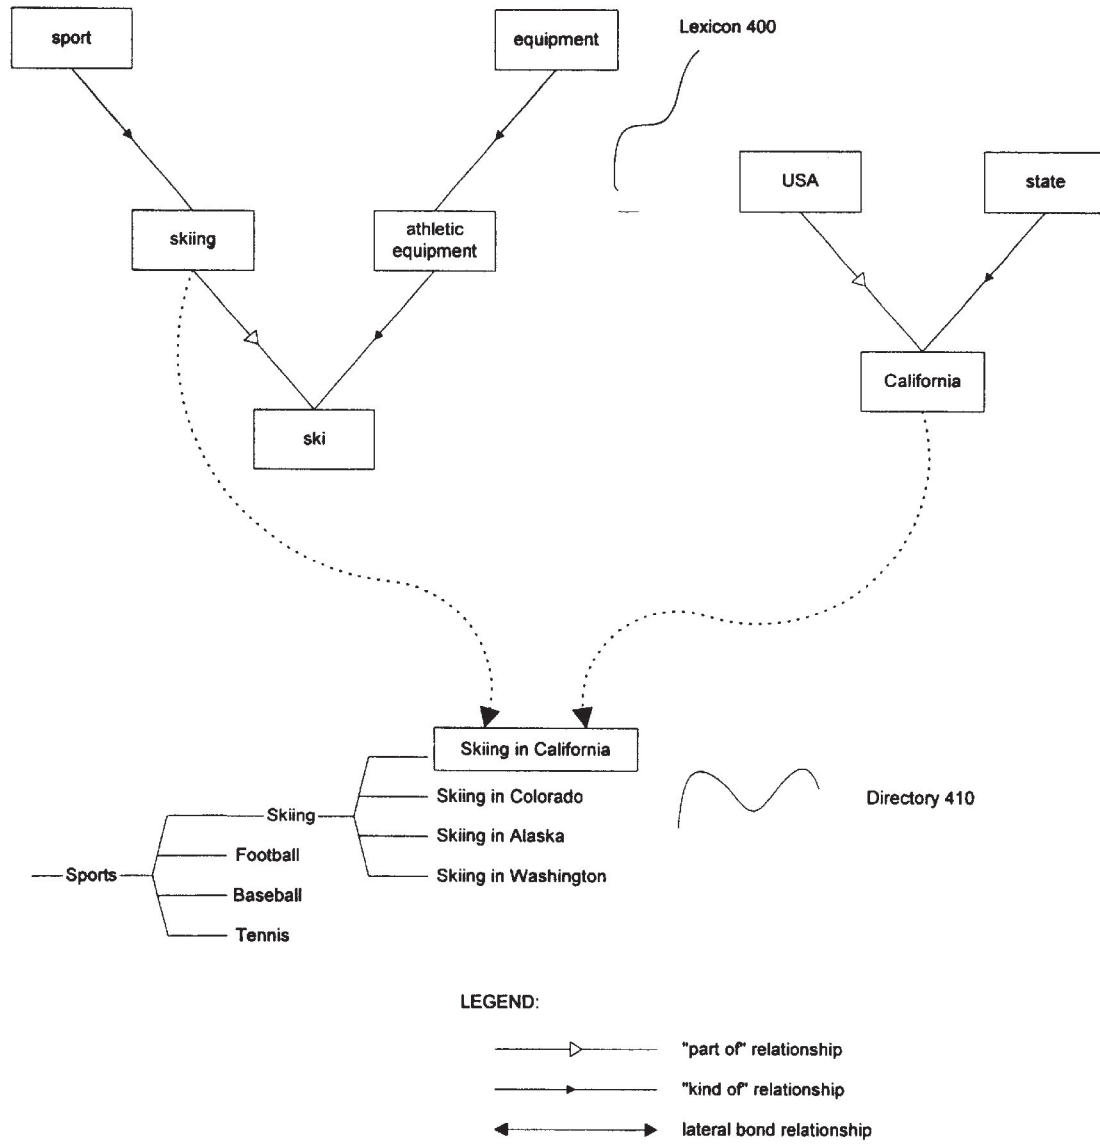 sport
equipment
Lexicon 400
USA
state
skiing
athletic
equipment
California
ski
Skiing in California
Skiing in Colorado
Directory 410
Skiing
Skiing in Alaska
Football
Sports
Skiing in Washington
Baseball
Tennis
LEGEND:
"part of" relationship
"kind of" relationship
lateral bond relationship